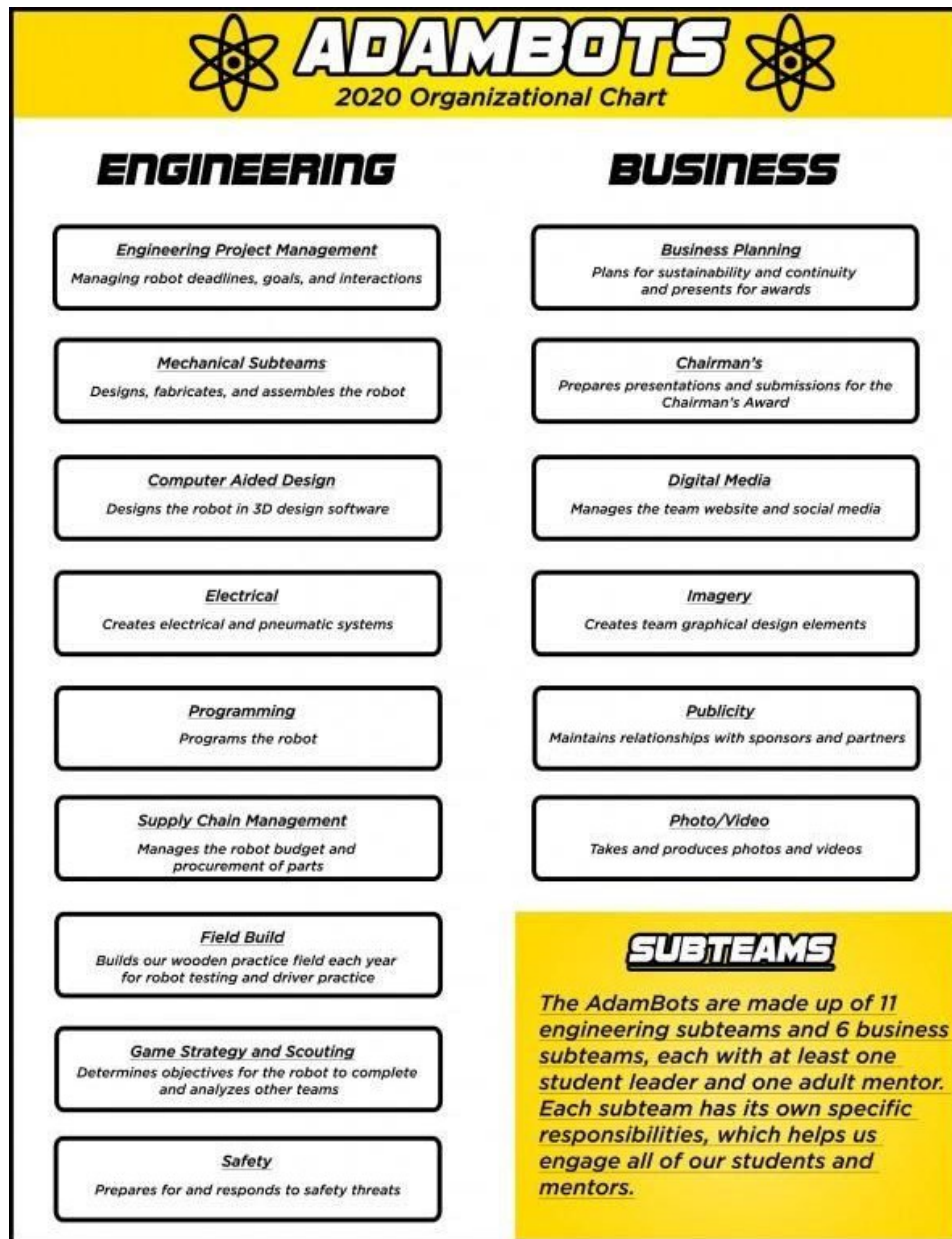 ADAMBOTS
2020 Organizational Chart
ENGINEERING
Engineering Project Management
Managing robot deadlines, goals, and interactions
Mechanical Subteams
Designs, fabricates, and assembles the robot
Computer Aided Design
Designs the robot in 3D design software
Electrical
Creates electrical and pneumatic systems
Programming
Programs the robot
Supply Chain Management
Manages the robot budget and
procurement of parts
Field Build
Builds our wooden practice field each year
for robot testing and driver practice
Game Strategy and Scouting
Determines objectives for the robot to complete
and analyzes other teams
Safety
Prepares for and responds to safety threats
BUSINESS
Business Planning
Plans for sustainability and continuity
and presents for awards
Chairman's
Prepares presentations and submissions for the
Chairman's Award
Digital Media
Manages the team website and social media
Imagery
Creates team graphical design elements
Publicity
Maintains relationships with sponsors and partners
Photo/Video
Takes and produces photos and videos
SUBTEAMS
The AdamBots are made up of 11
engineering subteams and 6 business
subteams, each with at least one
student leader and one adult mentor.
Each subteam has its own specific
responsibilities, which helps us
engage all of our students and
mentors.